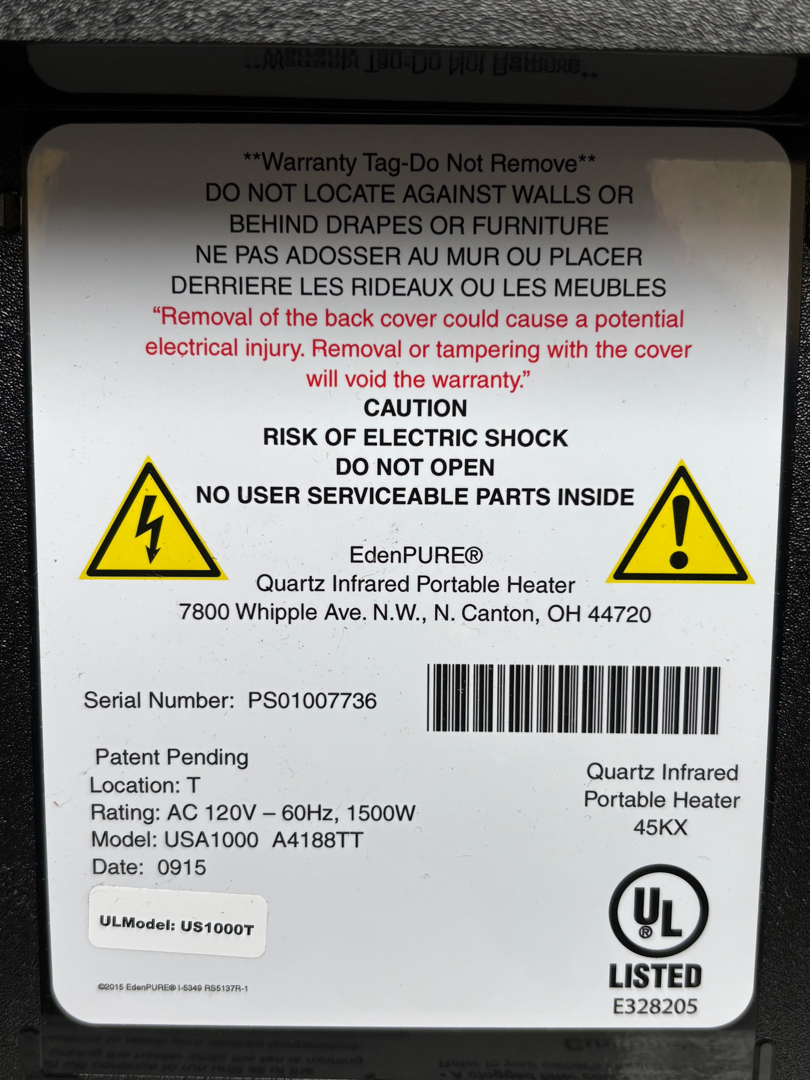 **Warranty Tag-Do Not Remove**
DO NOT LOCATE AGAINST WALLS OR
BEHIND DRAPES OR FURNITURE
NE PAS ADOSSER AU MUR OU PLACER
DERRIERE LES RIDEAUX OU LES MEUBLES
“Removal of the back cover could cause a potential
electrical injury. Removal or tampering with the cover
will void the warranty.”
CAUTION
RISK OF ELECTRIC SHOCK
DO NOT OPEN
NO USER SERVICEABLE PARTS INSIDE
EdenPURE®
Quartz Infrared Portable Heater
7800 Whipple Ave. N.W., N. Canton, OH 44720
Serial Number: PS01007736
Patent Pending
Location: T
Rating: AC 120V – 60Hz, 1500W
Model: USA1000 A4188TT
Date: 0915
ULModel: US1000T
©2015 EdenPURE® I-5349 RS5137R-1
Quartz Infrared
Portable Heater
45KX
UL®
LISTED
E328205